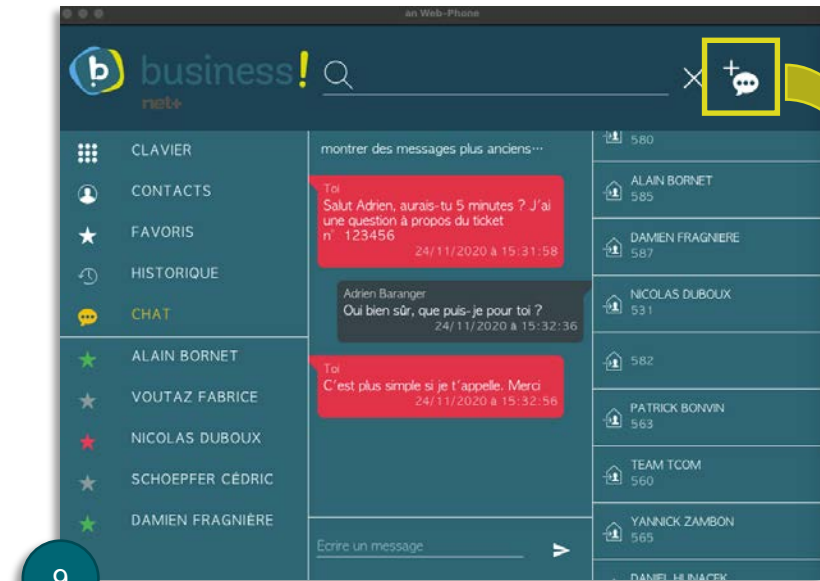 an Web-Phone
b business!
net+
CLAVIER
CONTACTS
FAVORIS
HISTORIQUE
CHAT
ALAIN BORNET
VOUTAZ FABRICE
NICOLAS DUBOUX
SCHOEPFER CÉDRIC
DAMIEN FRAGNIÈRE
montrer des messages plus anciens...
Toi
Salut Adrien, aurais-tu 5 minutes ? J'ai
une question à propos du ticket
n° 123456
24/11/2020 à 15:31:58
Adrien Baranger
Oui bien sûr, que puis-je pour toi ?
24/11/2020 à 15:32:36
Toi
C'est plus simple si je t'appelle. Merci
24/11/2020 à 15:32:56
Ecrire un message
580
ALAIN BORNET
585
DAMIEN FRAGNIERE
587
NICOLAS DUBOUX
531
582
PATRICK BONVIN
563
TEAM TCOM
560
YANNICK ZAMBON
565
DANIEL HLINACEK
9